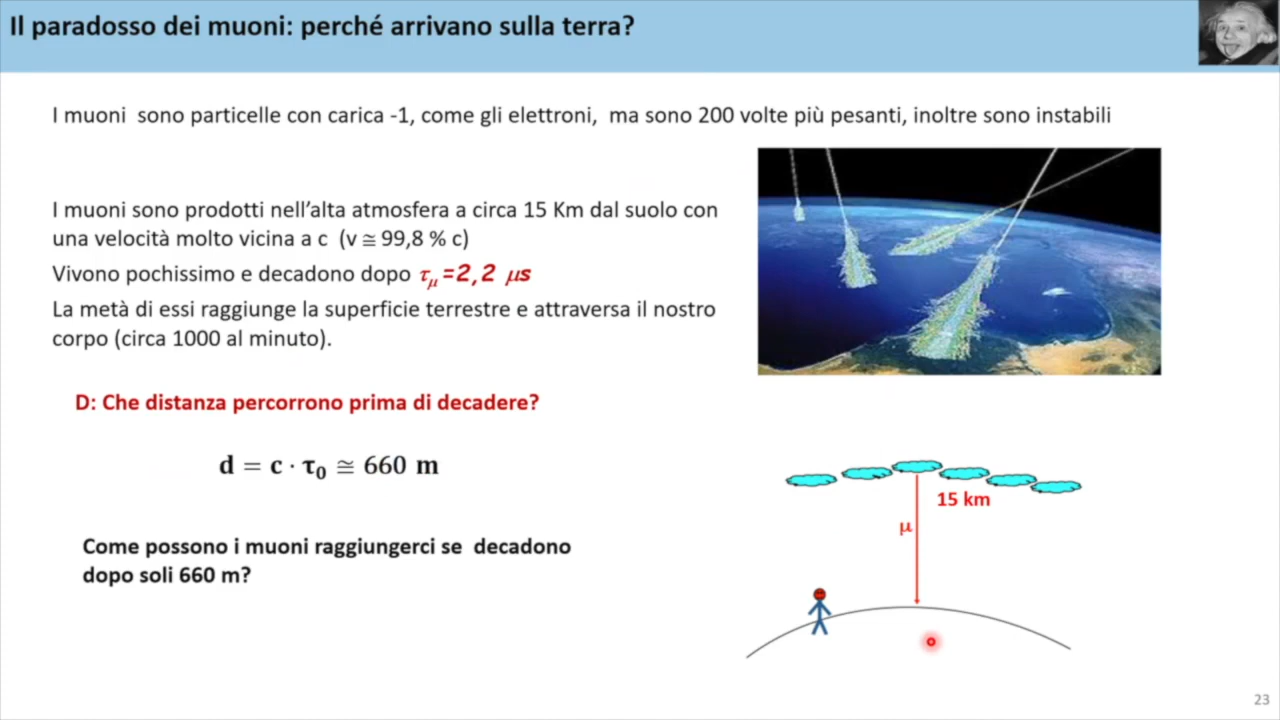 Il paradosso dei muoni: perché arrivano sulla terra?
I muoni sono particelle con carica -1, come gli elettroni, ma sono 200 volte più pesanti, inoltre sono instabili
I muoni sono prodotti nell’alta atmosfera a circa 15 Km dal suolo con
una velocità molto vicina a c (v ≅ 99,8 % c)
Vivono pochissimo e decadono dopo τμ =2,2 μs
La metà di essi raggiunge la superficie terrestre e attraversa il nostro
corpo (circa 1000 al minuto).
D: Che distanza percorrono prima di decadere?
d = c · τ₀ ≅ 660 m
Come possono i muoni raggiungerci se decadono
dopo soli 660 m?
15 km
μ
23